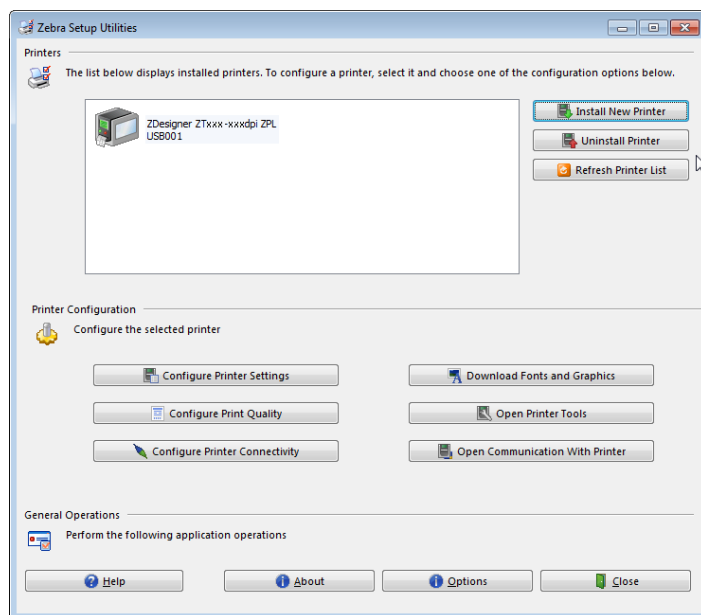 Zebra Setup Utilities
Printers
The list below displays installed printers. To configure a printer, select it and choose one of the configuration options below.
ZDesigner ZTxxx-xxxdpi ZPL
USB001
Install New Printer
Uninstall Printer
Refresh Printer List
Printer Configuration
Configure the selected printer
Configure Printer Settings
Download Fonts and Graphics
Configure Print Quality
Open Printer Tools
Configure Printer Connectivity
Open Communication With Printer
General Operations
Perform the following application operations
Help
About
Options
Close